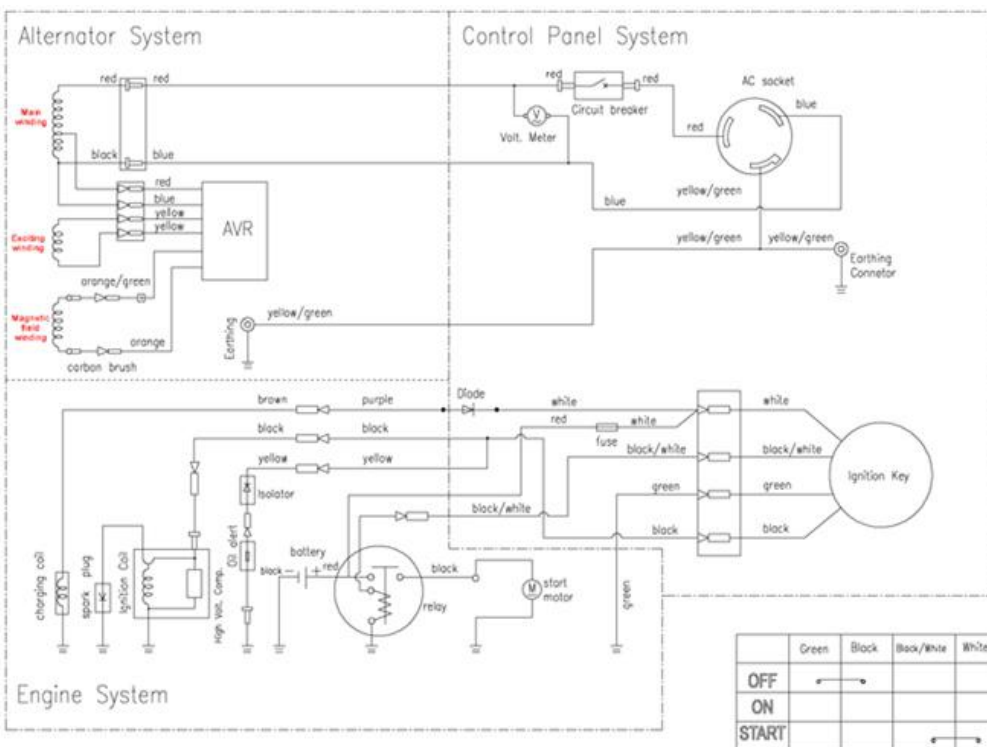 Alternator System
Control Panel System
red
red
Main
winding
black
blue
red
blue
yellow
yellow
AVR
Exciting
winding
orange/green
Magnetic
field
winding
orange
carbon brush
Earthing
yellow/green
red
red
Circuit breaker
V
Volt. Meter
AC socket
blue
red
yellow/green
blue
yellow/green
yellow/green
Earthing
Connetor
brown
purple
Diode
white
white
red
white
fuse
black
black
black/white
black/white
yellow
yellow
Isolator
green
green
Ignition Key
black/white
black
black
Oil alert
battery
black
-
+
red
black
relay
M
start
motor
green
charging coil
spark plug
Ignition Coil
High Volt. Comp.
Engine System
Green
Black
Black/White
White
OFF
ON
START